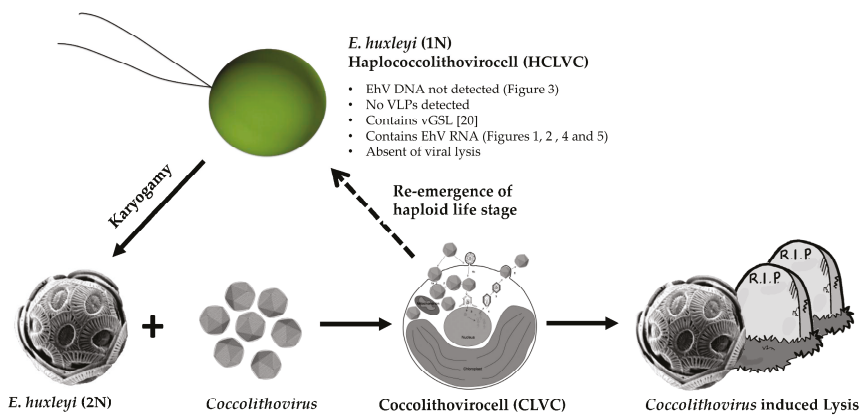 E. huxleyi (1N)
Haplococcolithovirocell (HCLVC)
• EhV DNA not detected (Figure 3)
• No VLPs detected
• Contains vGSL [20]
• Contains EhV RNA (Figures 1, 2 , 4 and 5)
• Absent of viral lysis
Karyogamy
Re-emergence of
haploid life stage
R.I.P.
R.I.P
+
Nucleus
Chloroplast
E. huxleyi (2N)
Coccolithovirus
Coccolithovirocell (CLVC)
Coccolithovirus induced Lysis